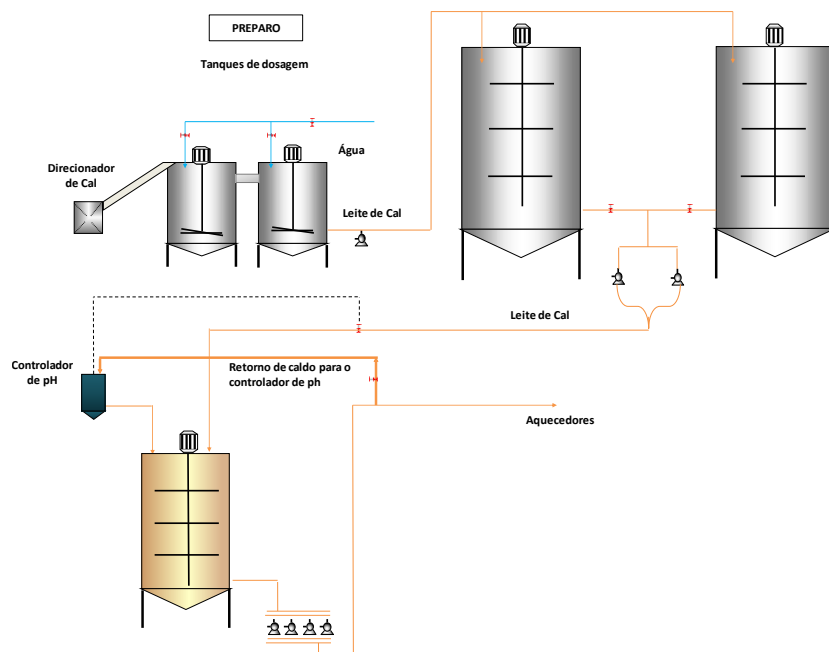 PREPARO
Tanques de dosagem
Água
Direcionador
de Cal
Leite de Cal
Leite de Cal
Controlador
de pH
Retorno de caldo para o
controlador de ph
Aquecedores